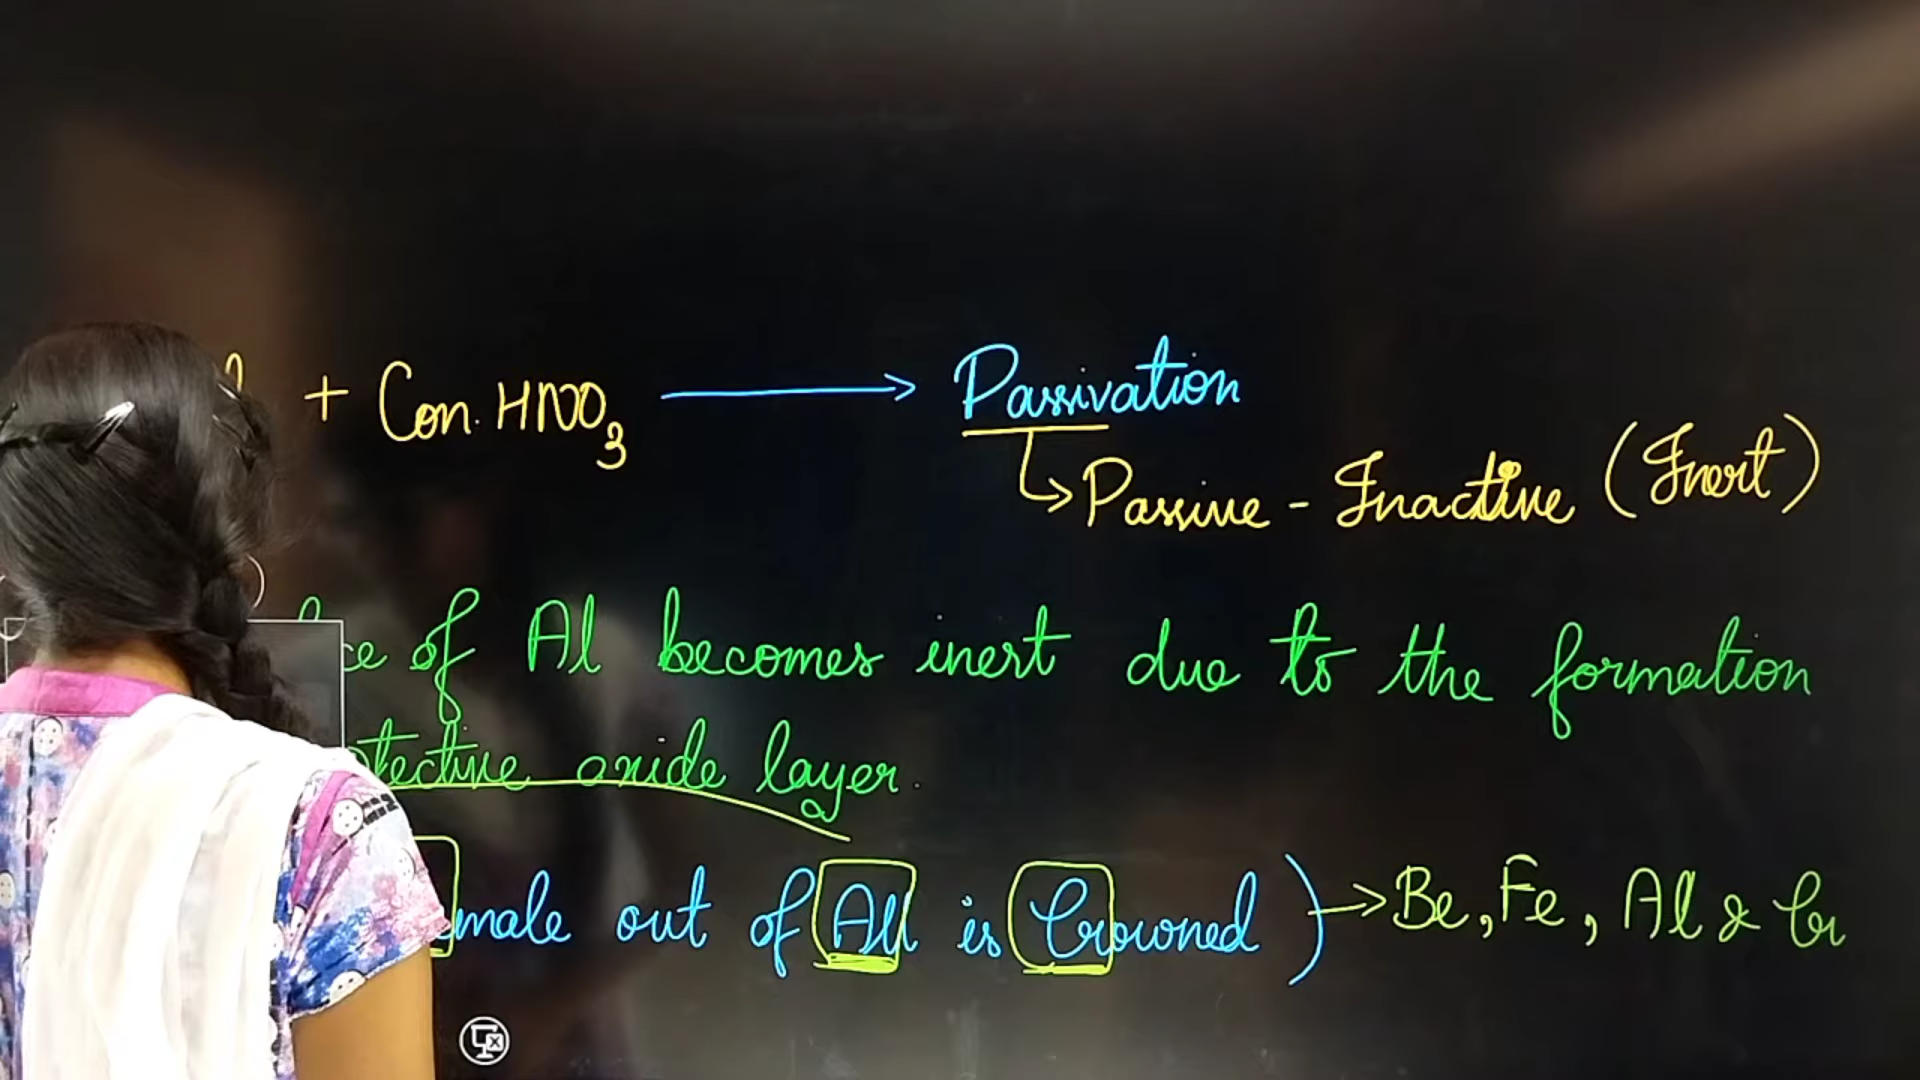 + Con. HNO₃ → Passivation
→ Passive - Inactive (Inert)
of Al becomes inert due to the formation
oxide layer.
male out of All is Crowned ) → Be, Fe, Al & Cr